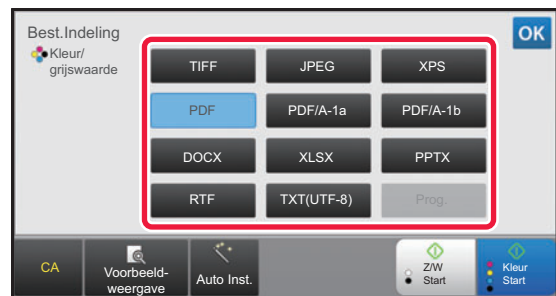 Best.Indeling
OK
Kleur/
grijswaarde
TIFF
JPEG
XPS
PDF
PDF/A-1a
PDF/A-1b
DOCX
XLSX
PPTX
RTF
TXT(UTF-8)
Prog.
CA
Voorbeeld-
weergave
Auto Inst.
Z/W
Start
Kleur
Start